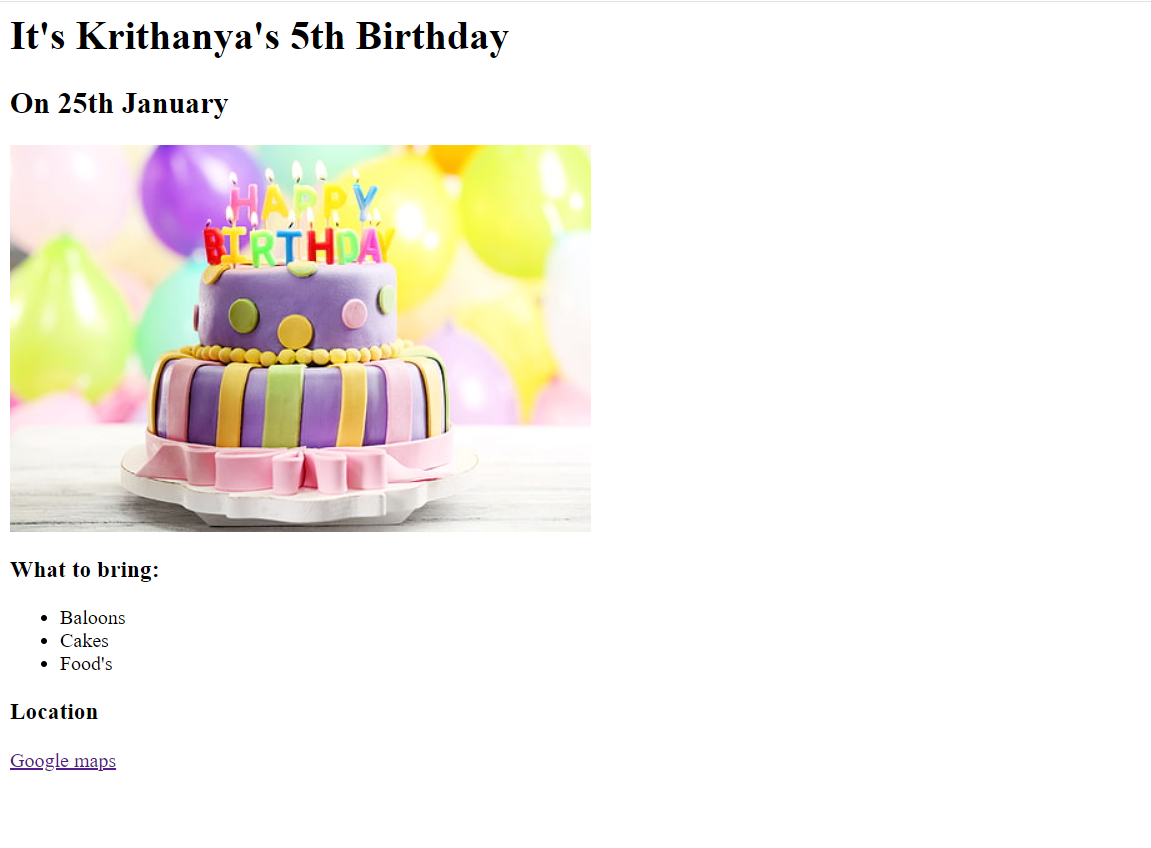 It's Krithanya's 5th Birthday
On 25th January
HAPPY
BIRTHDAY
What to bring:
Baloons
Cakes
Food's
Location
Google maps